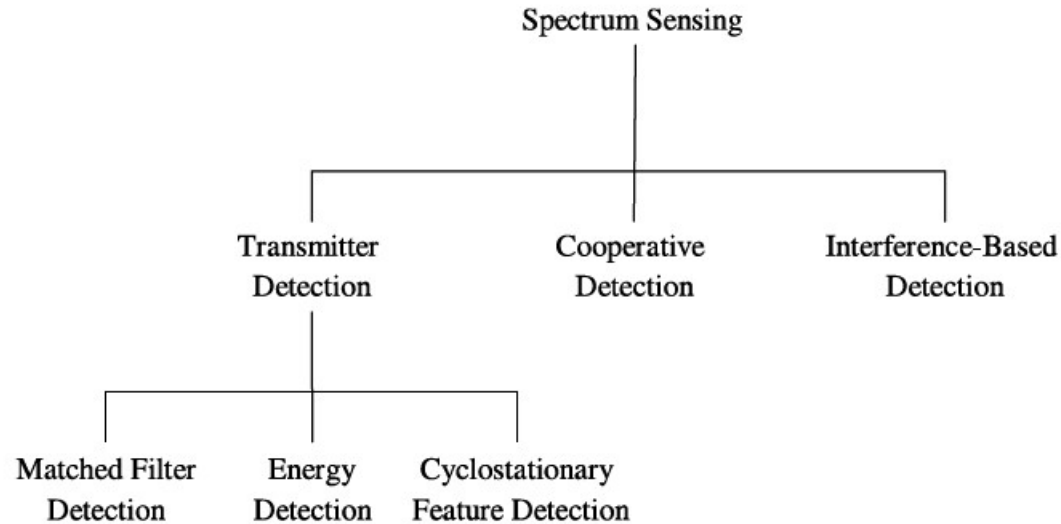 Spectrum Sensing
Transmitter
Detection
Cooperative
Detection
Interference-Based
Detection
Matched Filter
Detection
Energy
Detection
Cyclostationary
Feature Detection